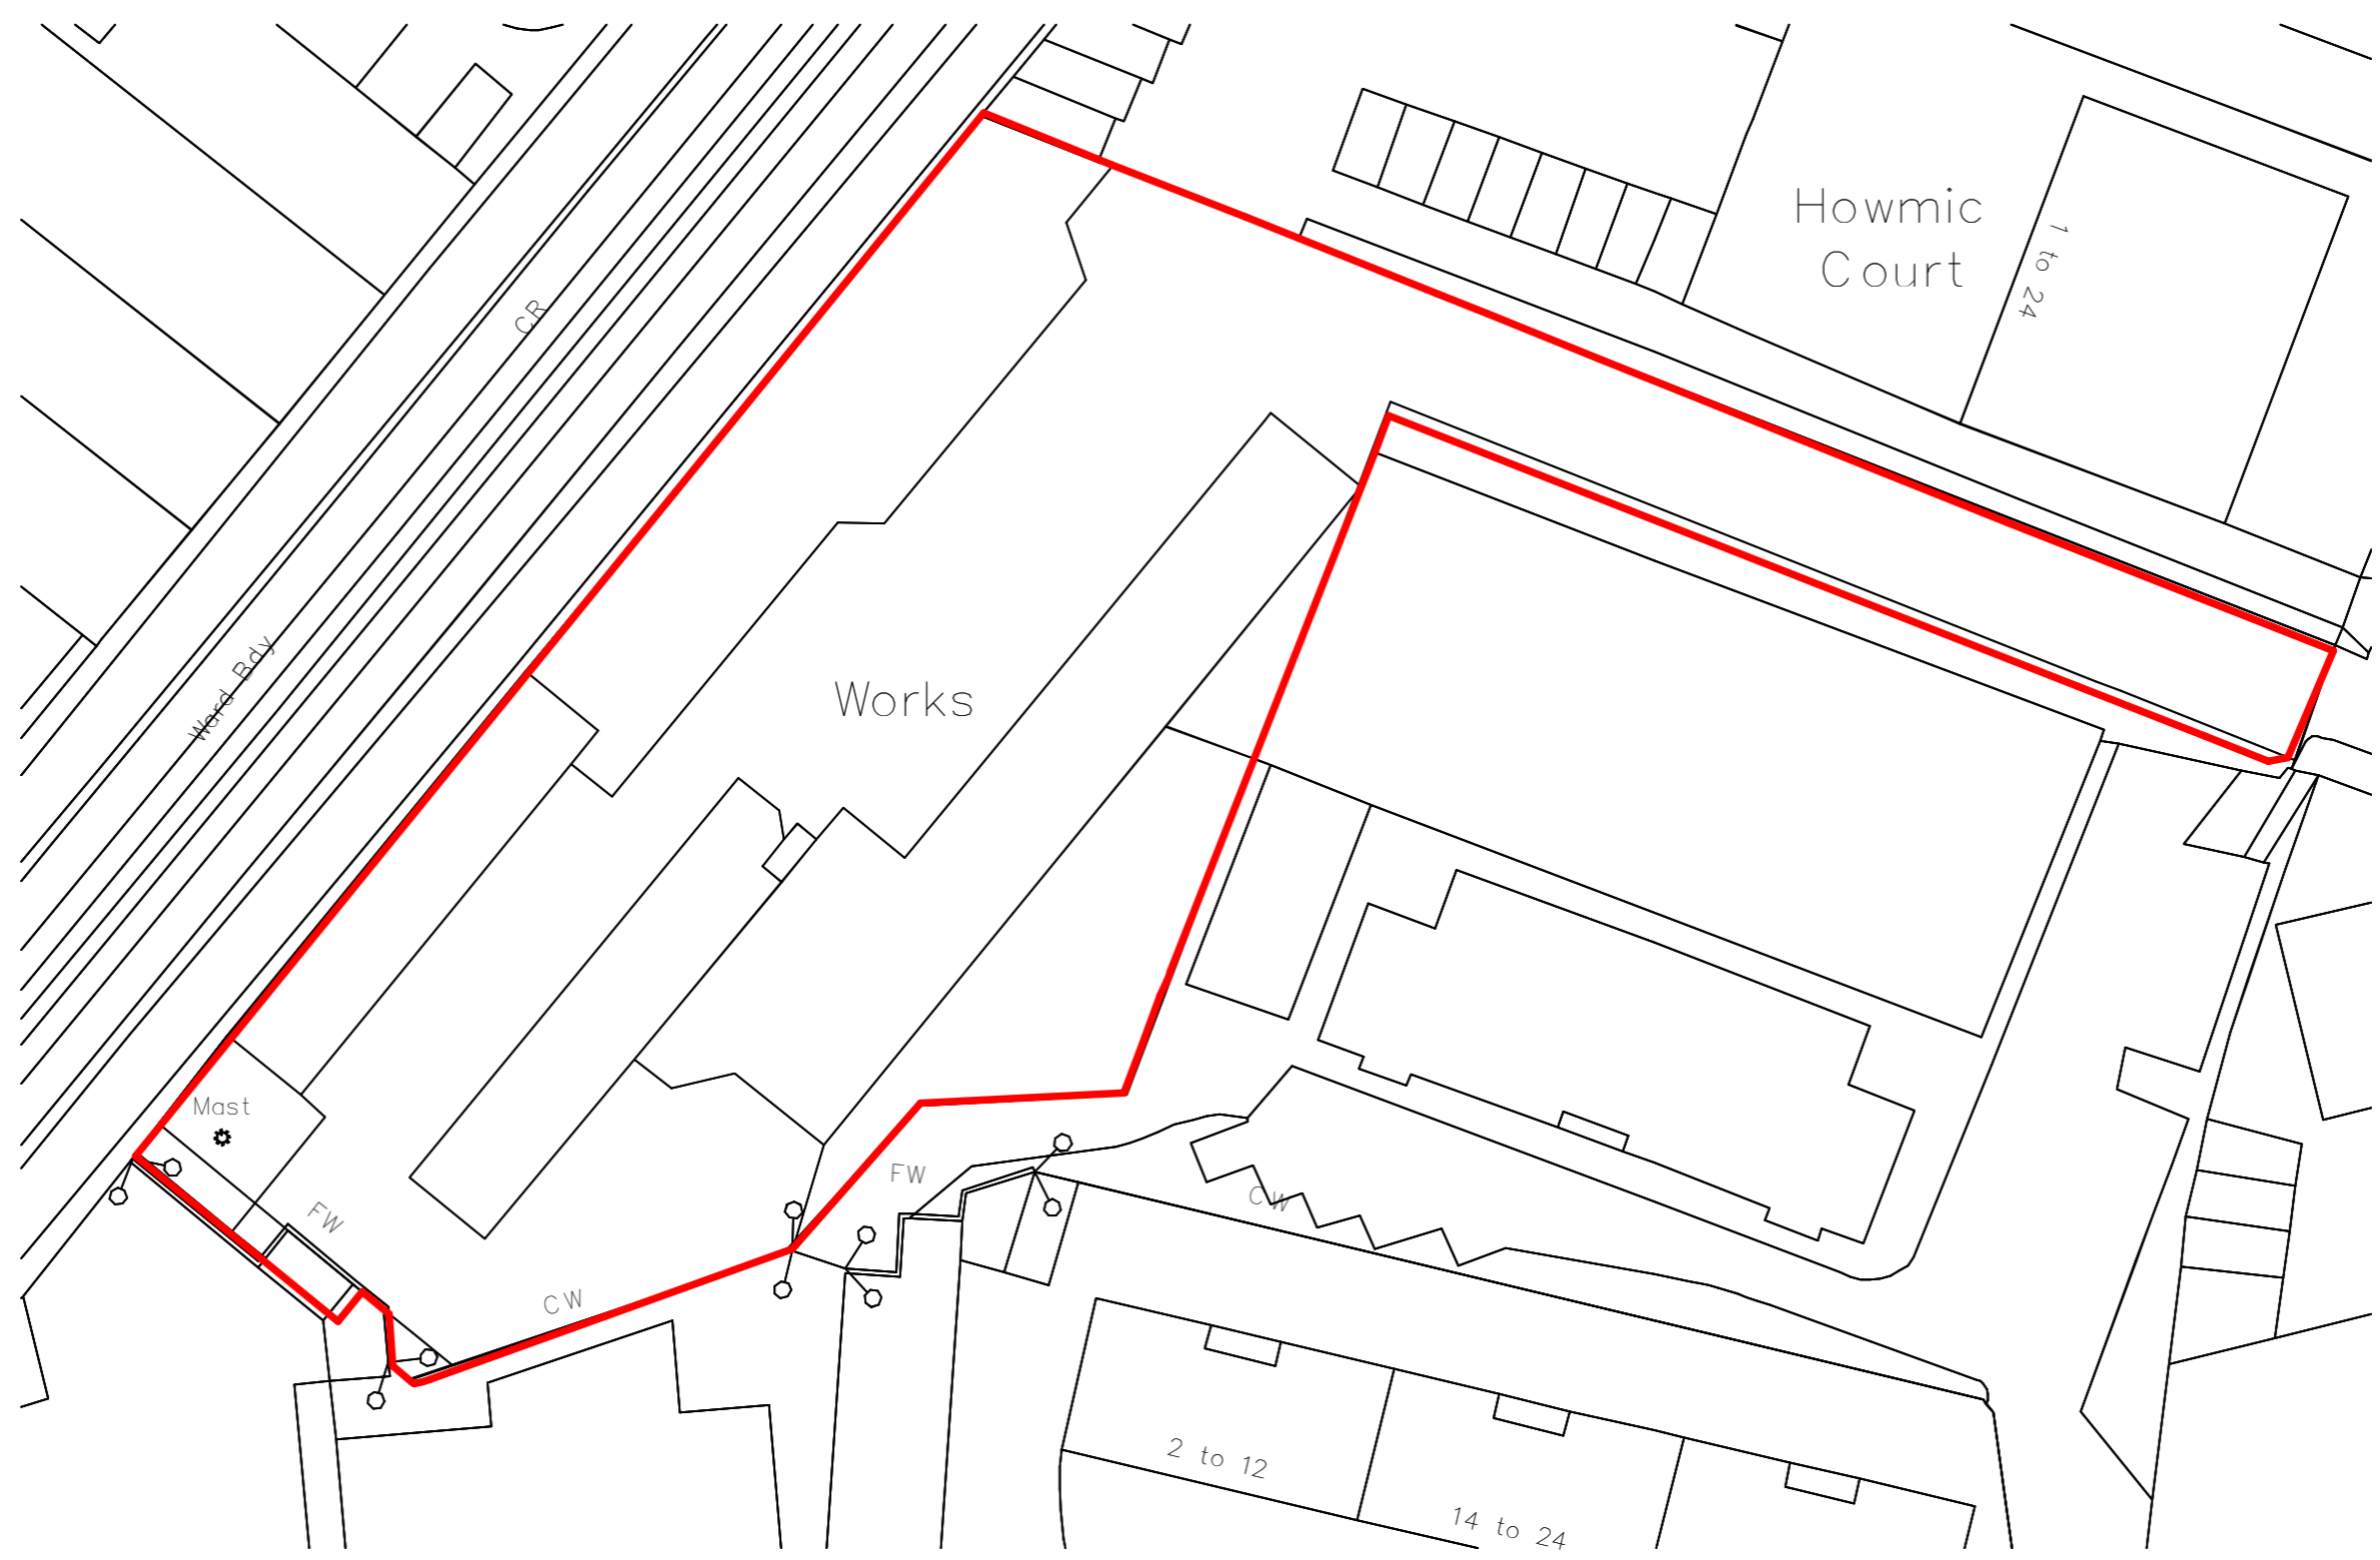 Howmic
Court
1 to 24
CR
Ward Bdy
Works
Mast
FW
FW
CW
CW
2 to 12
14 to 24